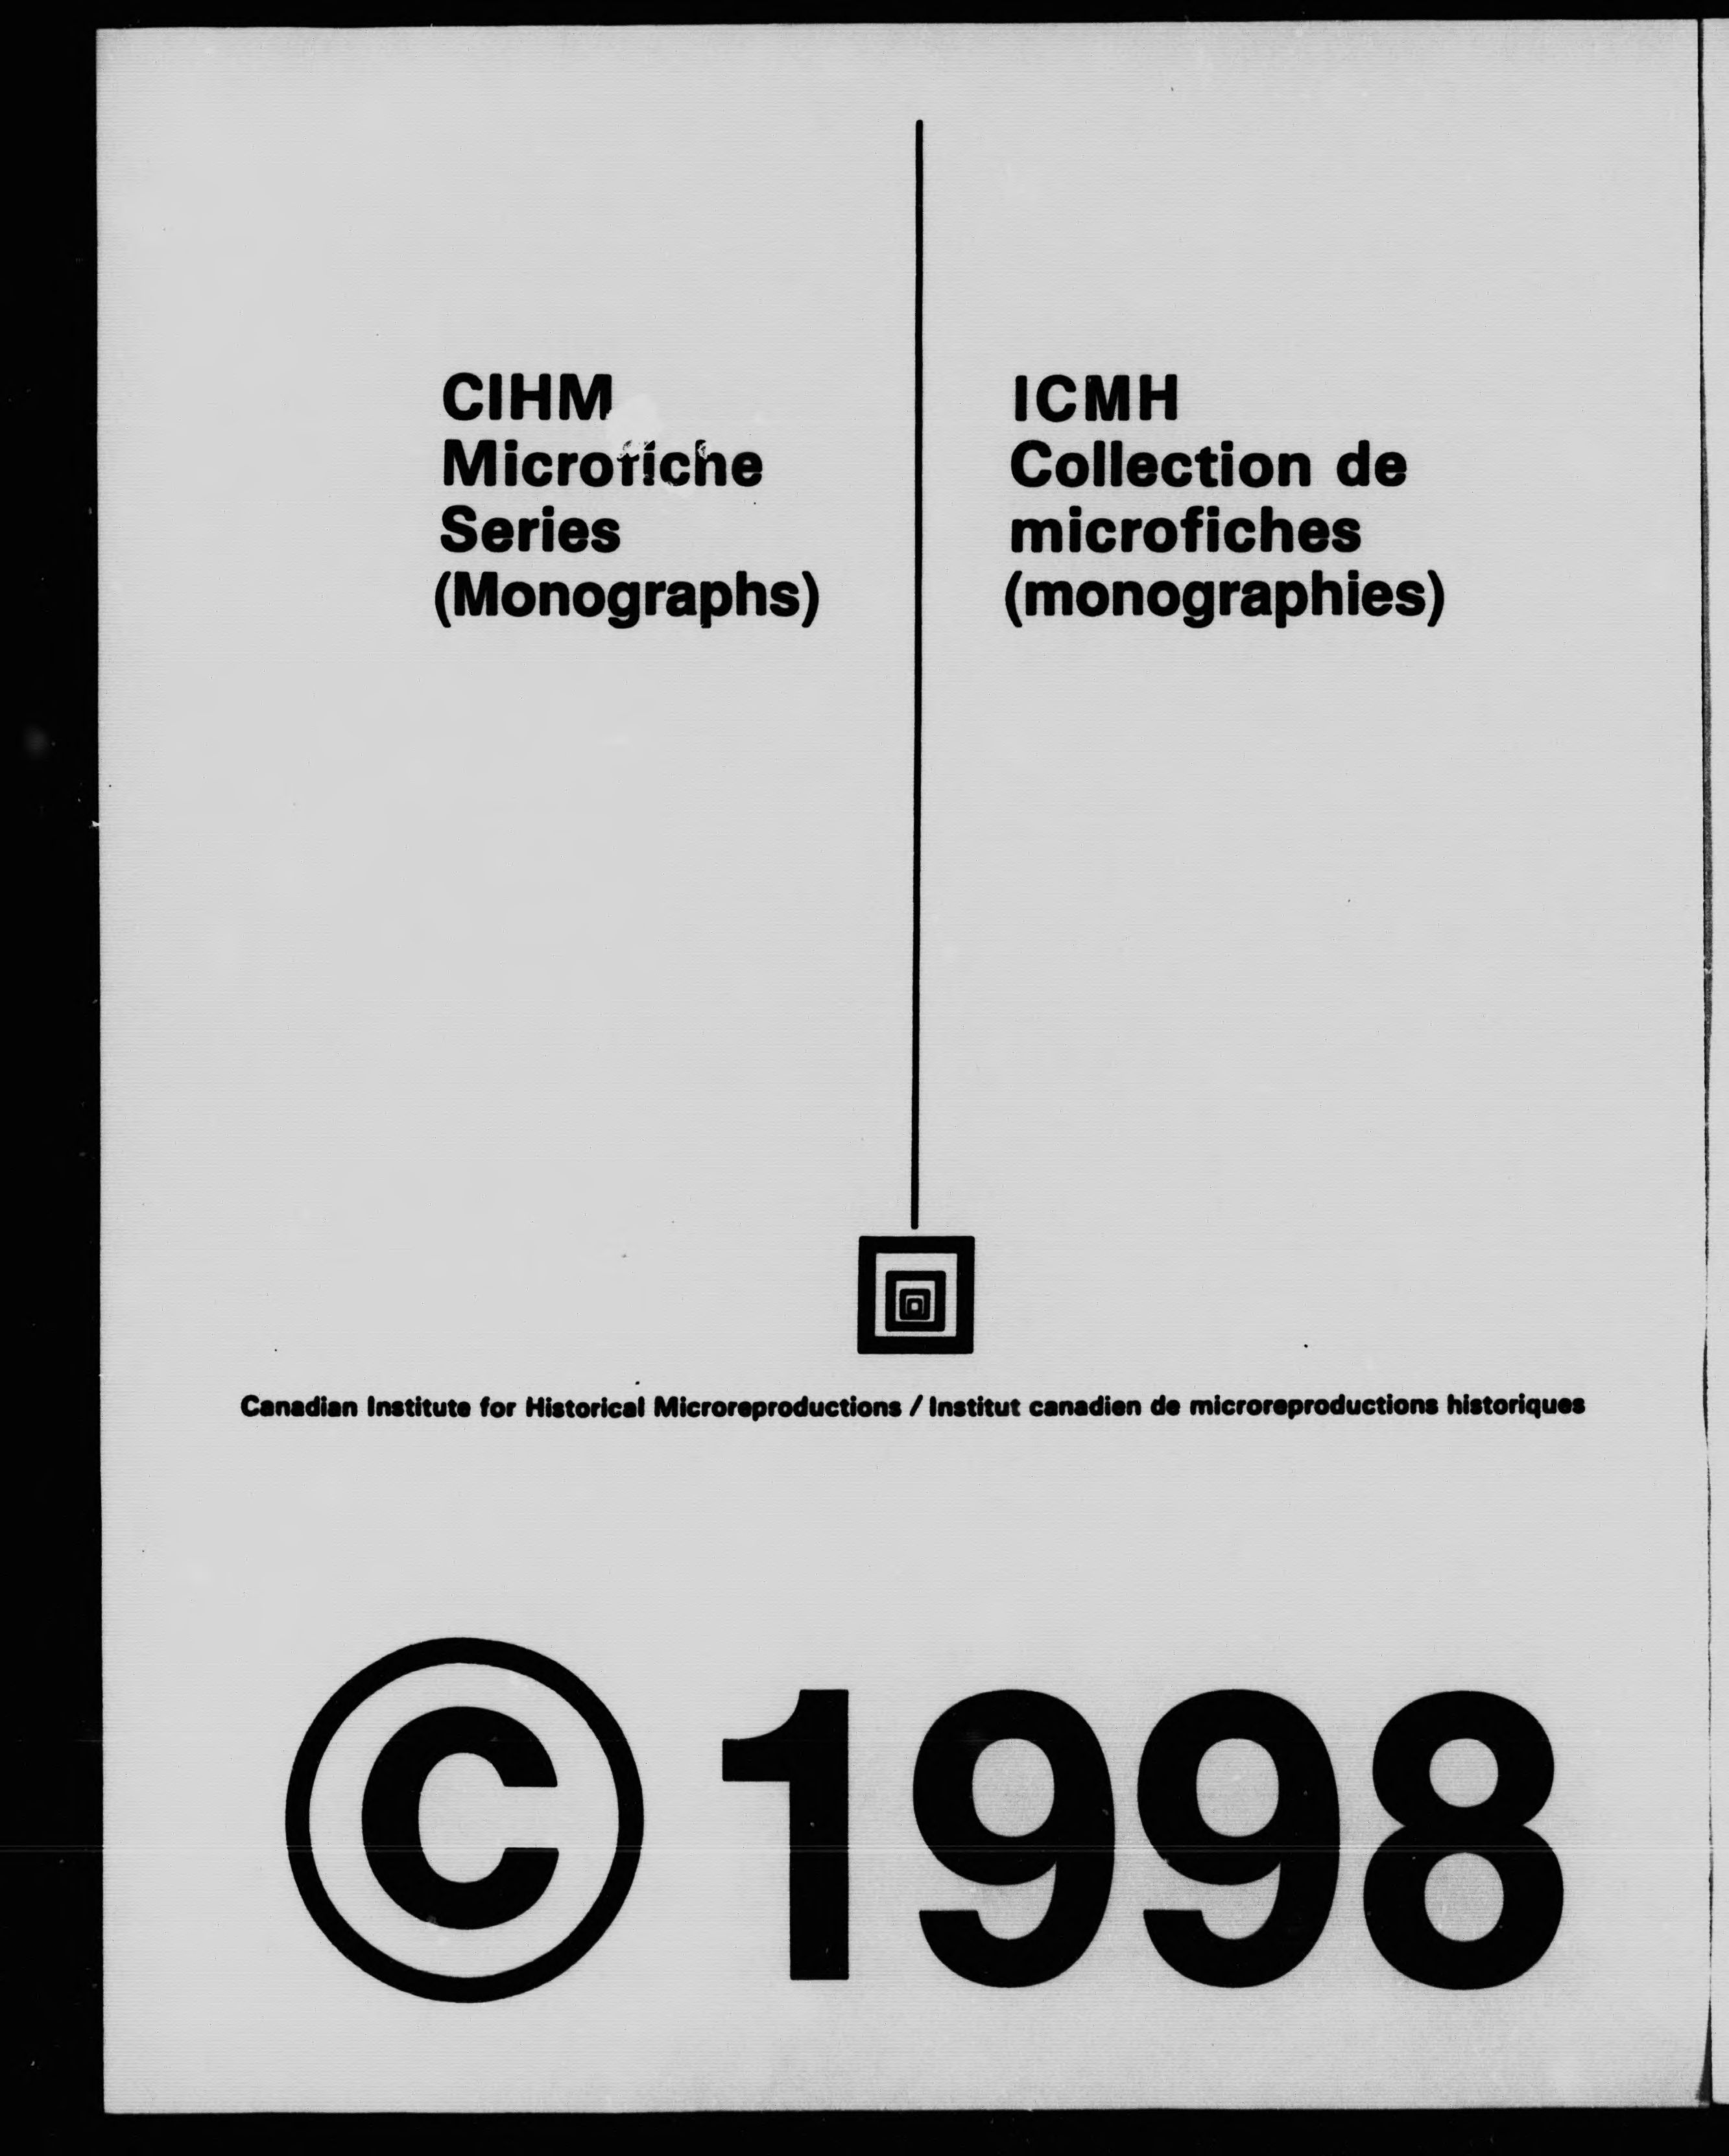 CIHM
Microfiche
Series
(Monographs)
ICMH
Collection de
microfiches
(monographies)
Canadian Institute for Historical Microreproductions / Institut canadien de microreproductions historiques
© 1998